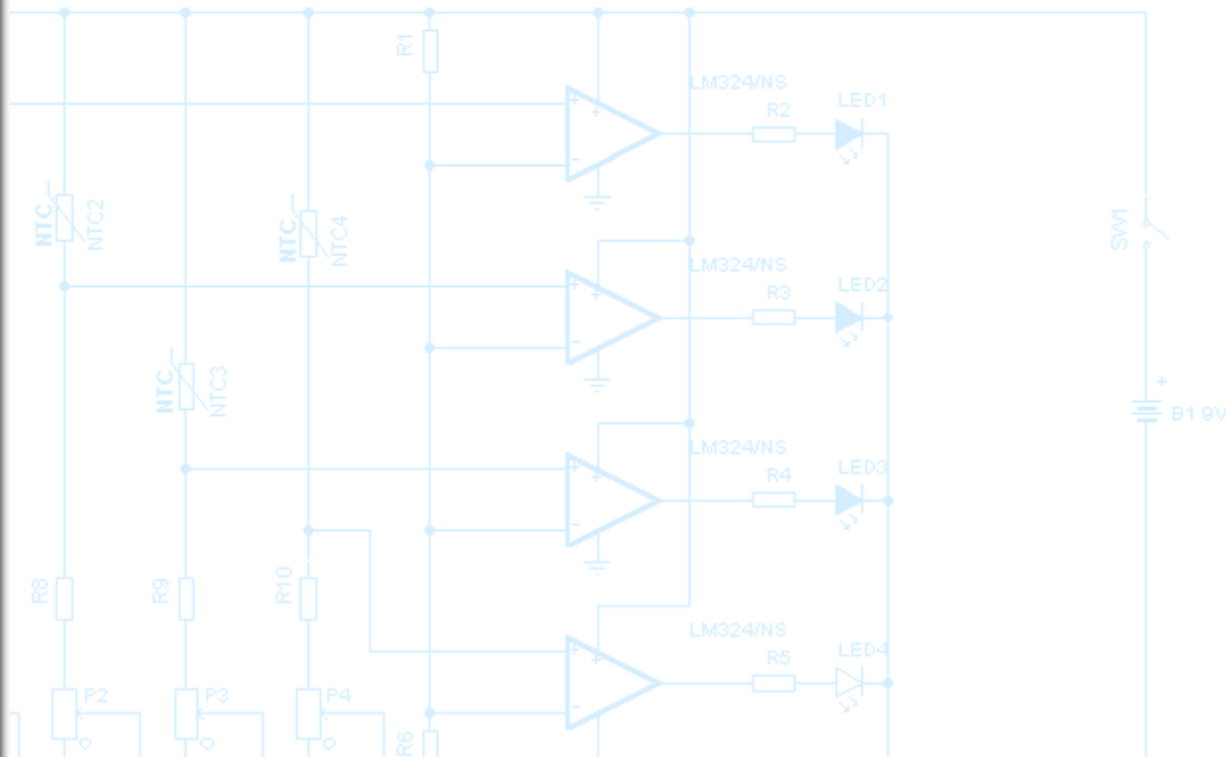 R1
LM324/NS
R2
LED1
NTC
NTC2
NTC
NTC4
SW1
LM324/NS
R3
LED2
NTC
NTC3
+
B1 9V
LM324/NS
R4
LED3
R8
R9
R10
LM324/NS
R5
LED4
P2
P3
P4
R6